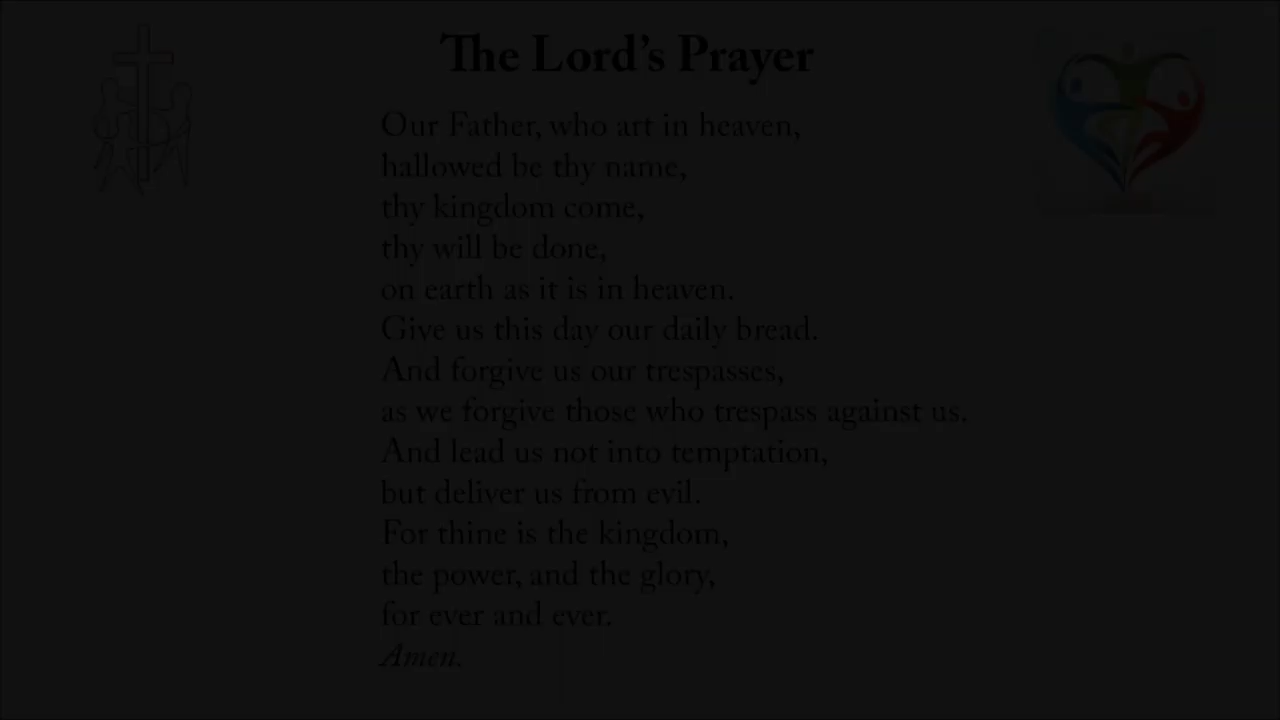 The Lord’s Prayer
Our Father, who art in heaven,
hallowed be thy name,
thy kingdom come,
thy will be done,
on earth as it is in heaven.
Give us this day our daily bread.
And forgive us our trespasses,
as we forgive those who trespass against us.
And lead us not into temptation,
but deliver us from evil.
For thine is the kingdom,
the power, and the glory,
for ever and ever.
Amen.